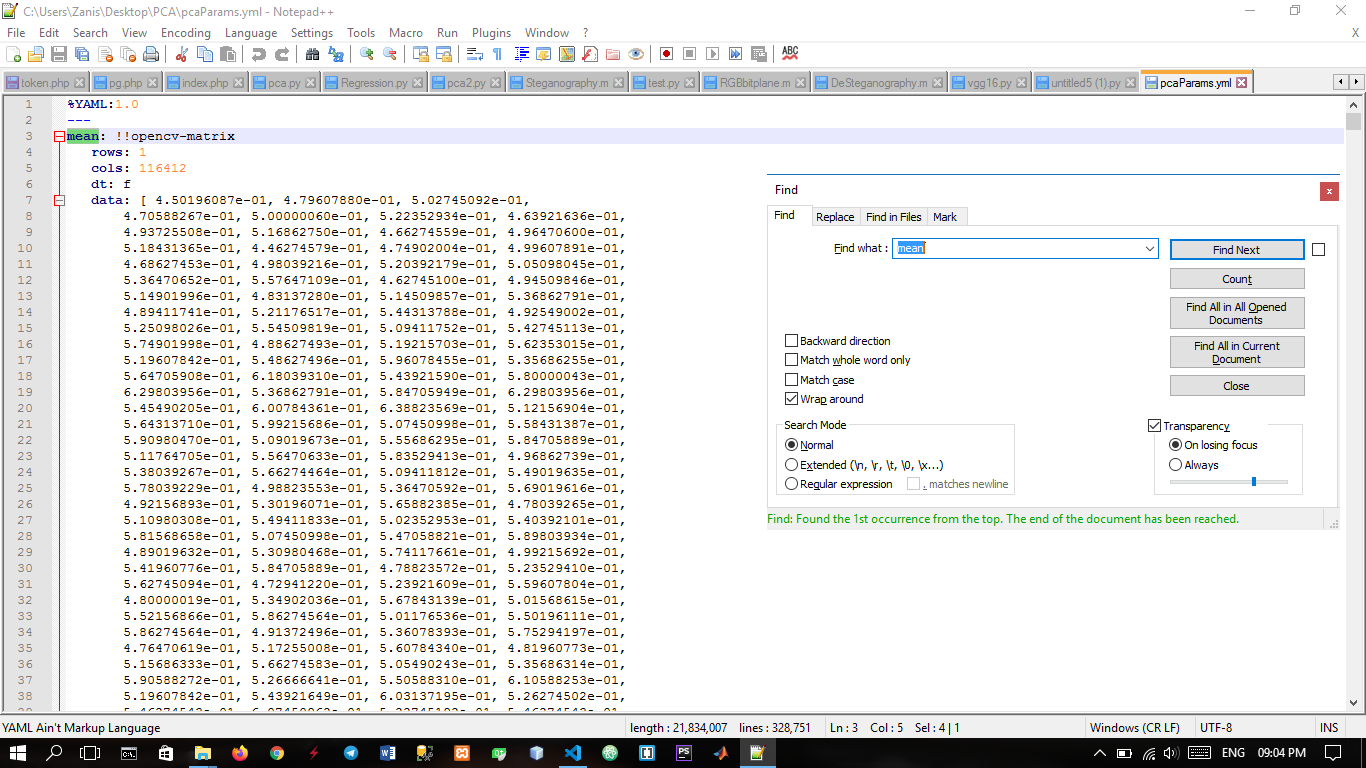 C:\Users\Zanis\Desktop\PCA\pcaParams.yml - Notepad++
File Edit Search View Encoding Language Settings Tools Macro Run Plugins Window ? X
token.php pg.php index.php pca.py Regression.py pca2.py Steganography.m test.py RGBbitplane.m DeSteganography.m vgg16.py untitled5 (1).py pcaParams.yml
1 %YAML:1.0
2 ---
3 mean: !!opencv-matrix
4 rows: 1
5 cols: 116412
6 dt: f
7 data: [ 4.50196087e-01, 4.79607880e-01, 5.02745092e-01,
8 4.70588267e-01, 5.00000060e-01, 5.22352934e-01, 4.63921636e-01,
9 4.93725508e-01, 5.16862750e-01, 4.66274559e-01, 4.96470600e-01,
10 5.18431365e-01, 4.46274579e-01, 4.74902004e-01, 4.99607891e-01,
11 4.68627453e-01, 4.98039216e-01, 5.20392179e-01, 5.05098045e-01,
12 5.36470652e-01, 5.57647109e-01, 4.62745100e-01, 4.94509846e-01,
13 5.14901996e-01, 4.83137280e-01, 5.14509857e-01, 5.36862791e-01,
14 4.89411741e-01, 5.21176517e-01, 5.44313788e-01, 4.92549002e-01,
15 5.25098026e-01, 5.54509819e-01, 5.09411752e-01, 5.42745113e-01,
16 5.74901998e-01, 4.88627493e-01, 5.19215703e-01, 5.62353015e-01,
17 5.19607842e-01, 5.48627496e-01, 5.96078455e-01, 5.35686255e-01,
18 5.64705908e-01, 6.18039310e-01, 5.43921590e-01, 5.80000043e-01,
19 6.29803956e-01, 5.36862791e-01, 5.84705949e-01, 6.29803956e-01,
20 5.45490205e-01, 6.00784361e-01, 6.38823569e-01, 5.12156904e-01,
21 5.64313710e-01, 5.99215686e-01, 5.07450998e-01, 5.58431387e-01,
22 5.90980470e-01, 5.09019673e-01, 5.55686295e-01, 5.84705889e-01,
23 5.11764705e-01, 5.56470633e-01, 5.83529413e-01, 4.96862739e-01,
24 5.38039267e-01, 5.66274464e-01, 5.09411812e-01, 5.49019635e-01,
25 5.78039229e-01, 4.98823553e-01, 5.36470592e-01, 5.69019616e-01,
26 4.92156893e-01, 5.30196071e-01, 5.65882385e-01, 4.78039265e-01,
27 5.10980308e-01, 5.49411833e-01, 5.02352953e-01, 5.40392101e-01,
28 5.81568658e-01, 5.07450998e-01, 5.47058821e-01, 5.89803934e-01,
29 4.89019632e-01, 5.30980468e-01, 5.74117661e-01, 4.99215692e-01,
30 5.41960776e-01, 5.84705889e-01, 4.78823572e-01, 5.23529410e-01,
31 5.62745094e-01, 4.72941220e-01, 5.23921609e-01, 5.59607804e-01,
32 4.80000019e-01, 5.34902036e-01, 5.67843139e-01, 5.01568615e-01,
33 5.52156866e-01, 5.86274564e-01, 5.01176536e-01, 5.50196111e-01,
34 5.86274564e-01, 4.91372496e-01, 5.36078393e-01, 5.75294197e-01,
35 4.76470619e-01, 5.17255008e-01, 5.60784340e-01, 4.81960773e-01,
36 5.15686333e-01, 5.66274583e-01, 5.05490243e-01, 5.35686314e-01,
37 5.90588272e-01, 5.26666641e-01, 5.50588310e-01, 6.10588253e-01,
38 5.19607842e-01, 5.43921649e-01, 6.03137195e-01, 5.26274502e-01,
Find
Find Replace Find in Files Mark
Find what : mean
Find Next
Count
Find All in All Opened
Documents
Find All in Current
Document
Close
Backward direction
Match whole word only
Match case
Wrap around
Search Mode
Normal
Extended (\n, \r, \t, \0, \x...)
Regular expression . matches newline
Transparency
On losing focus
Always
Find: Found the 1st occurrence from the top. The end of the document has been reached.
YAML Ain't Markup Language length : 21,834,007 lines : 328,751 Ln : 3 Col : 5 Sel : 4 | 1 Windows (CR LF) UTF-8 INS
ENG 09:04 PM